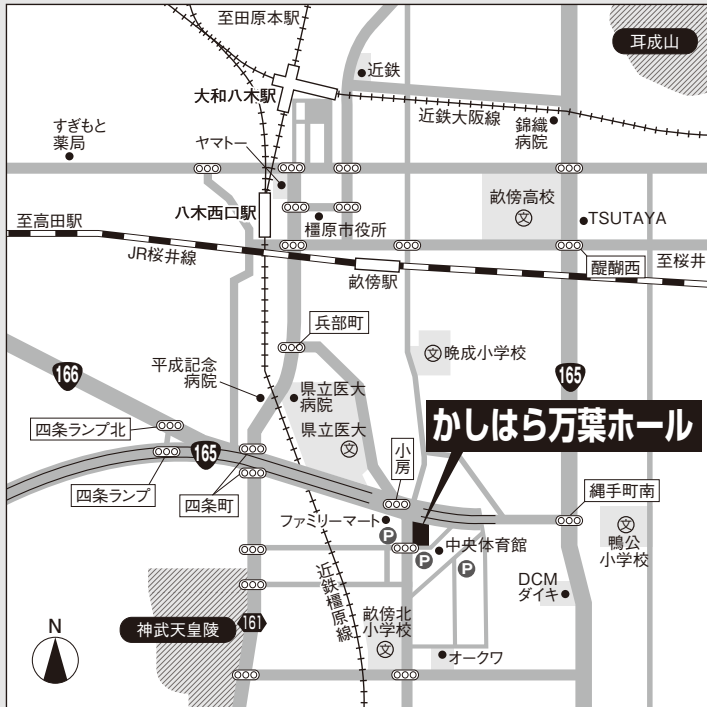 至田原本駅
耳成山
近鉄
大和八木駅
近鉄大阪線
錦織
病院
すぎもと
薬局
ヤマトー
畝傍高校
文
八木西口駅
至高田駅
橿原市役所
TSUTAYA
JR桜井線
畝傍駅
醍醐西
至桜井
兵部町
文
晩成小学校
166
平成記念
病院
県立医大
病院
県立医大
文
165
かしはら万葉ホール
四条ランプ北
165
小房
四条ランプ
四条町
縄手町南
ファミリーマート
P
P
中央体育館
P
文
鴨公
小学校
近鉄橿原線
DCM
ダイキ
神武天皇陵
161
畝傍北
小学校
文
オークワ
N